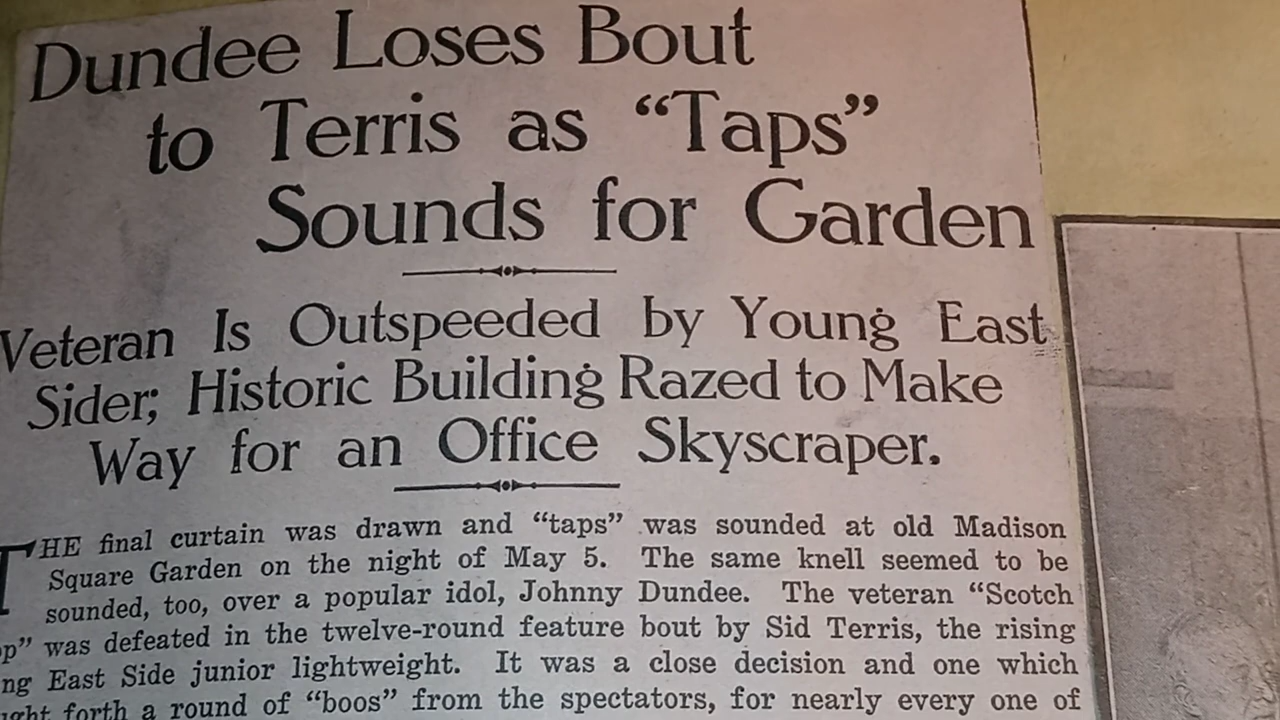 Dundee Loses Bout
to Terris as “Taps”
Sounds for Garden
Veteran Is Outspeeded by Young East
Sider; Historic Building Razed to Make
Way for an Office Skyscraper.
THE final curtain was drawn and “taps” was sounded at old Madison
Square Garden on the night of May 5. The same knell seemed to be
sounded, too, over a popular idol, Johnny Dundee. The veteran “Scotch
was defeated in the twelve-round feature bout by Sid Terris, the rising
East Side junior lightweight. It was a close decision and one which
forth a round of “boos” from the spectators, for nearly every one of